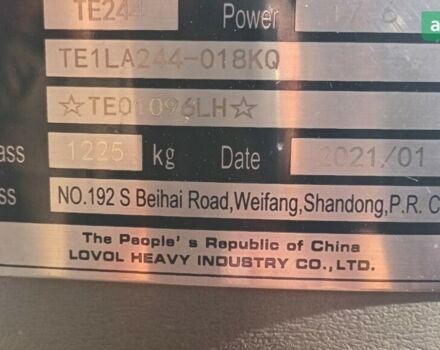 TE244 Power
TE1LA244-018KQ
☆TE01096LH☆
ass 1225 kg Date 2021/01
ss NO.192 S Beihai Road,Weifang,Shandong,P.R. C
The People's Republic of China
LOVOL HEAVY INDUSTRY CO.,LTD.